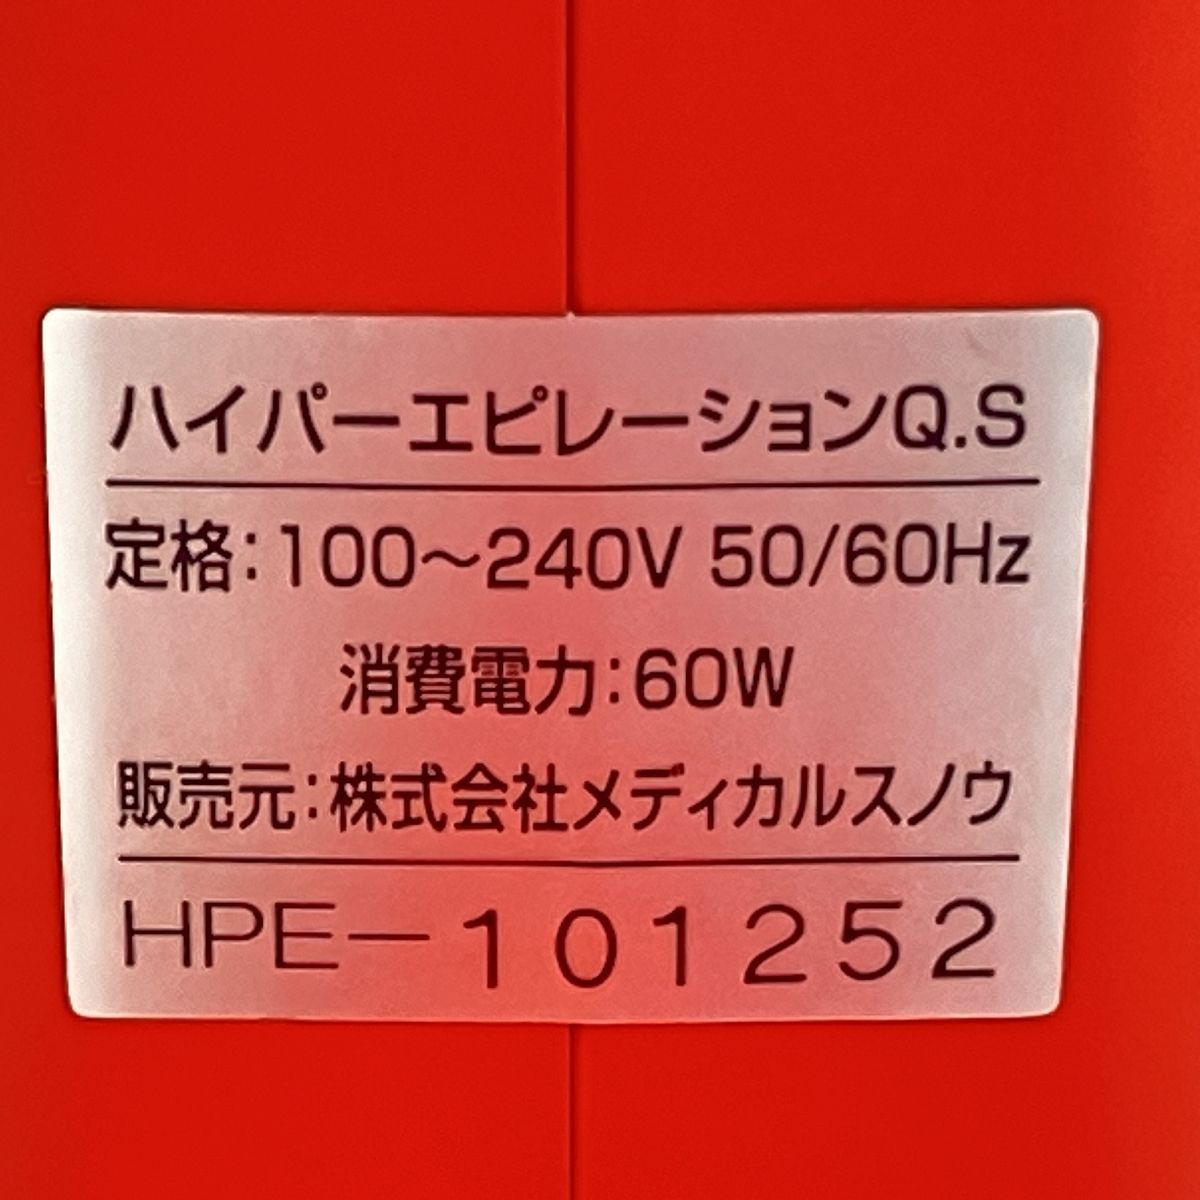 ハイパーエピレーションQ.S
定格:100〜240V 50/60Hz
消費電力:60W
販売元:株式会社メディカルスノウ
HPE-101252